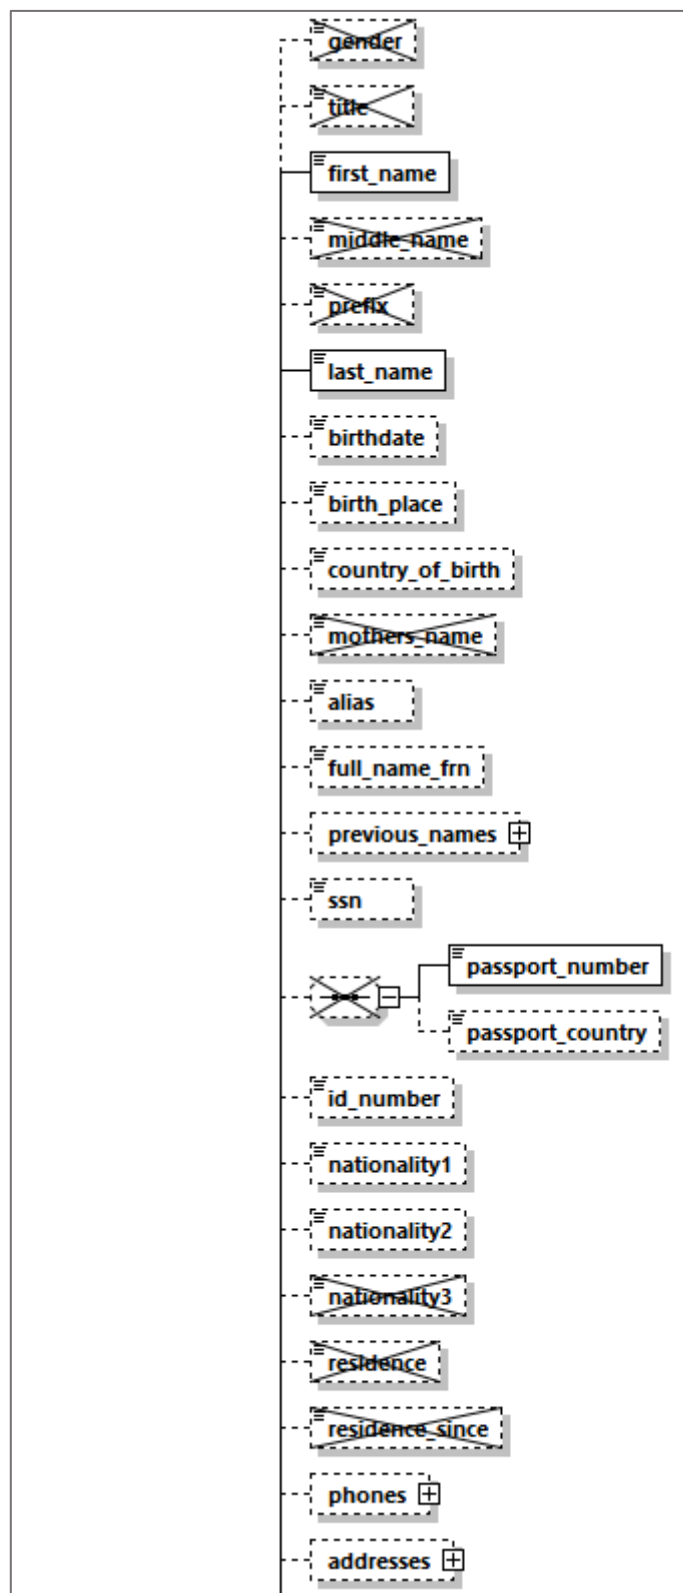 gender
title
first_name
middle_name
prefix
last_name
birthdate
birth_place
country_of_birth
mothers_name
alias
full_name_frn
previous_names
ssn
passport_number
passport_country
id_number
nationality1
nationality2
nationality3
residence
residence_since
phones
addresses